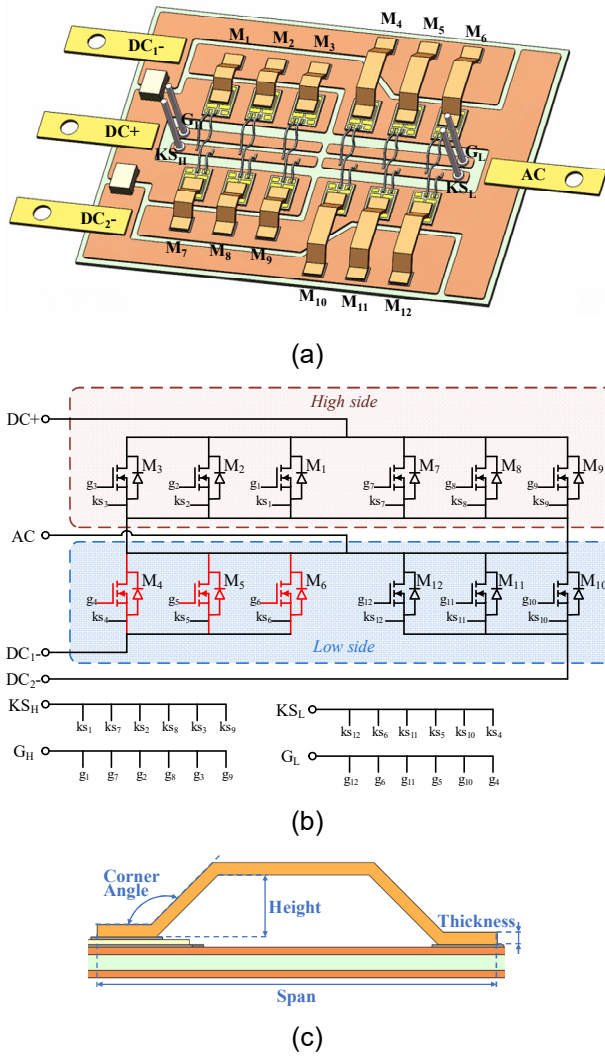 M4 M5 M6
DC1- M1 M2 M3
GH
DC+
KSH GL
KSL AC
DC2-
M7 M8 M9
M10 M11 M12
(a)
High side
DC+
M3 M2 M1 M7 M8 M9
g3 g2 g1 g7 g8 g9
ks3 ks2 ks1 ks7 ks8 ks9
AC
M4 M5 M6 M12 M11 M10
g4 g5 g6 g12 g11 g10
ks4 ks5 ks6 ks12 ks11 ks10
Low side
DC1-
DC2-
KSH KSL
ks1 ks7 ks2 ks8 ks3 ks9 ks12 ks6 ks11 ks5 ks10 ks4
GH GL
g1 g7 g2 g8 g3 g9 g12 g6 g11 g5 g10 g4
(b)
Corner
Angle
Height
Thickness
Span
(c)